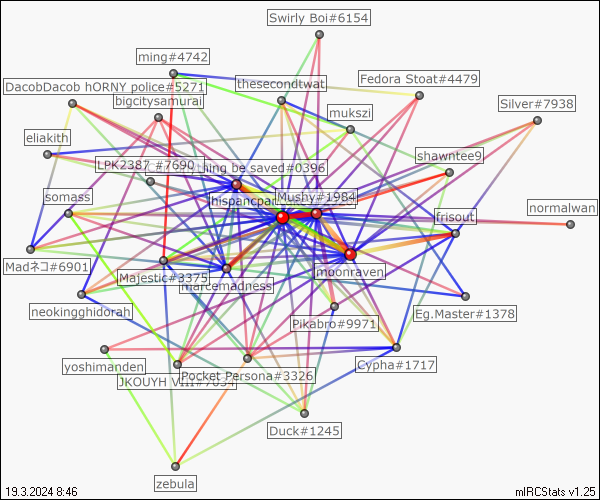 Swirly Boi#6154
ming#4742
Fedora Stoat#4479
DacobDacob hORNY police#5271
thesecondtwat
bigcitysamurai
Silver#7938
mukszi
eliakith
shawntee9
LPK2387 #7690
hing be saved#0396
somass
Mushy#1984
hispancpa
normalwan
frisout
Madネコ#6901
Majestic#3375
moonraven
marcemadness
neokingghidorah
Eg.Master#1378
Pikabro#9971
yoshimanden
Cypha#1717
JKOUYH VIII#7654
Pocket Persona#3326
Duck#1245
zebula
19.3.2024 8:46
mIRCStats v1.25